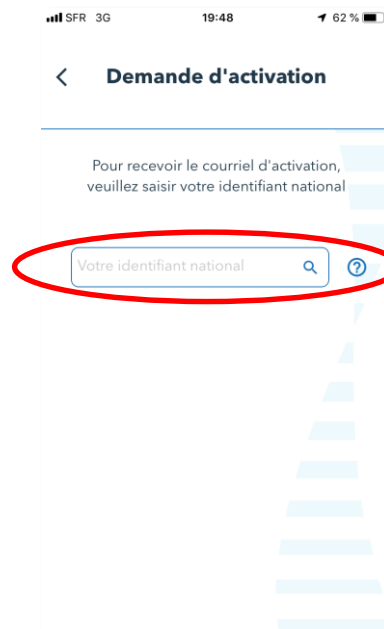 SFR 3G 19:48 62 %
Demande d'activation
Pour recevoir le courriel d'activation,
veuillez saisir votre identifiant national
Votre identifiant national